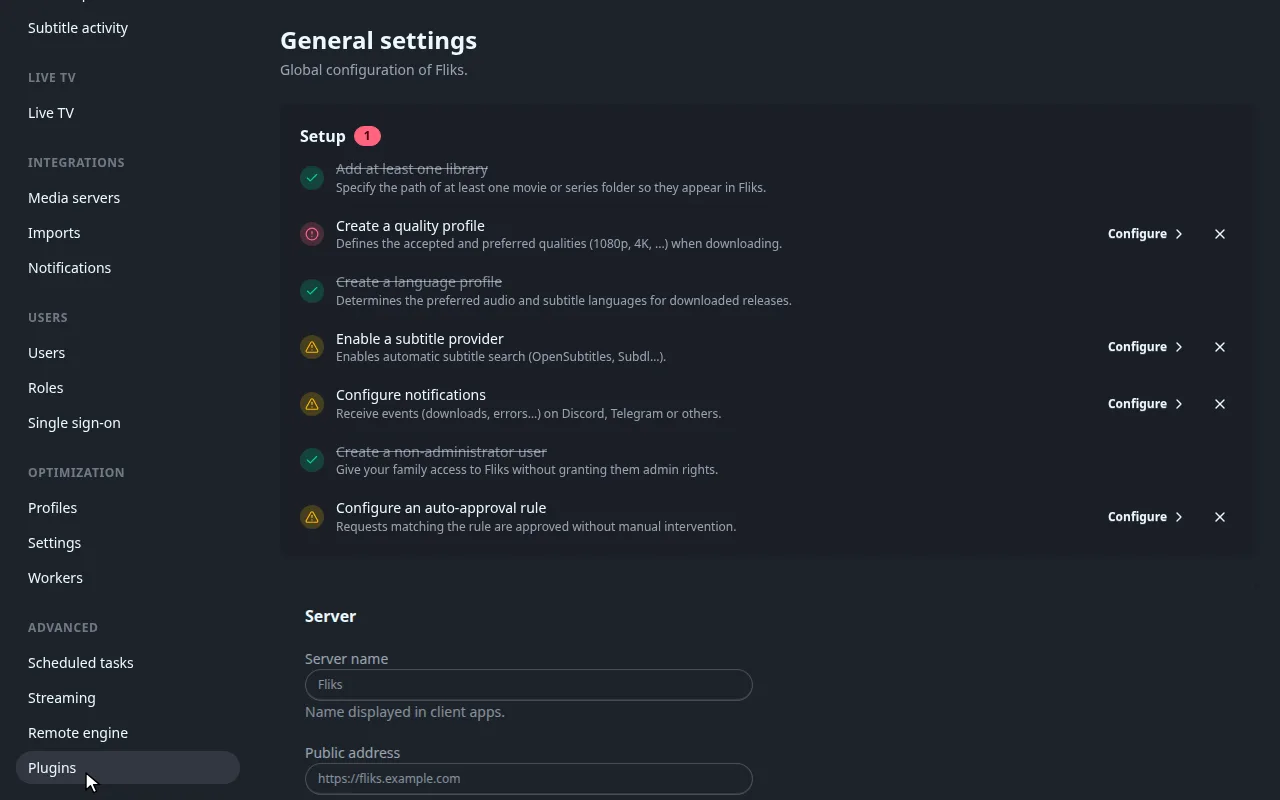 Subtitle activity
LIVE TV
Live TV
INTEGRATIONS
Media servers
Imports
Notifications
USERS
Users
Roles
Single sign-on
OPTIMIZATION
Profiles
Settings
Workers
ADVANCED
Scheduled tasks
Streaming
Remote engine
Plugins
General settings
Global configuration of Fliks.
Setup 1
Add at least one library
Specify the path of at least one movie or series folder so they appear in Fliks.
Create a quality profile
Defines the accepted and preferred qualities (1080p, 4K, ...) when downloading.
Configure
Create a language profile
Determines the preferred audio and subtitle languages for downloaded releases.
Enable a subtitle provider
Enables automatic subtitle search (OpenSubtitles, Subdl...).
Configure
Configure notifications
Receive events (downloads, errors...) on Discord, Telegram or others.
Configure
Create a non-administrator user
Give your family access to Fliks without granting them admin rights.
Configure an auto-approval rule
Requests matching the rule are approved without manual intervention.
Configure
Server
Server name
Fliks
Name displayed in client apps.
Public address
https://fliks.example.com